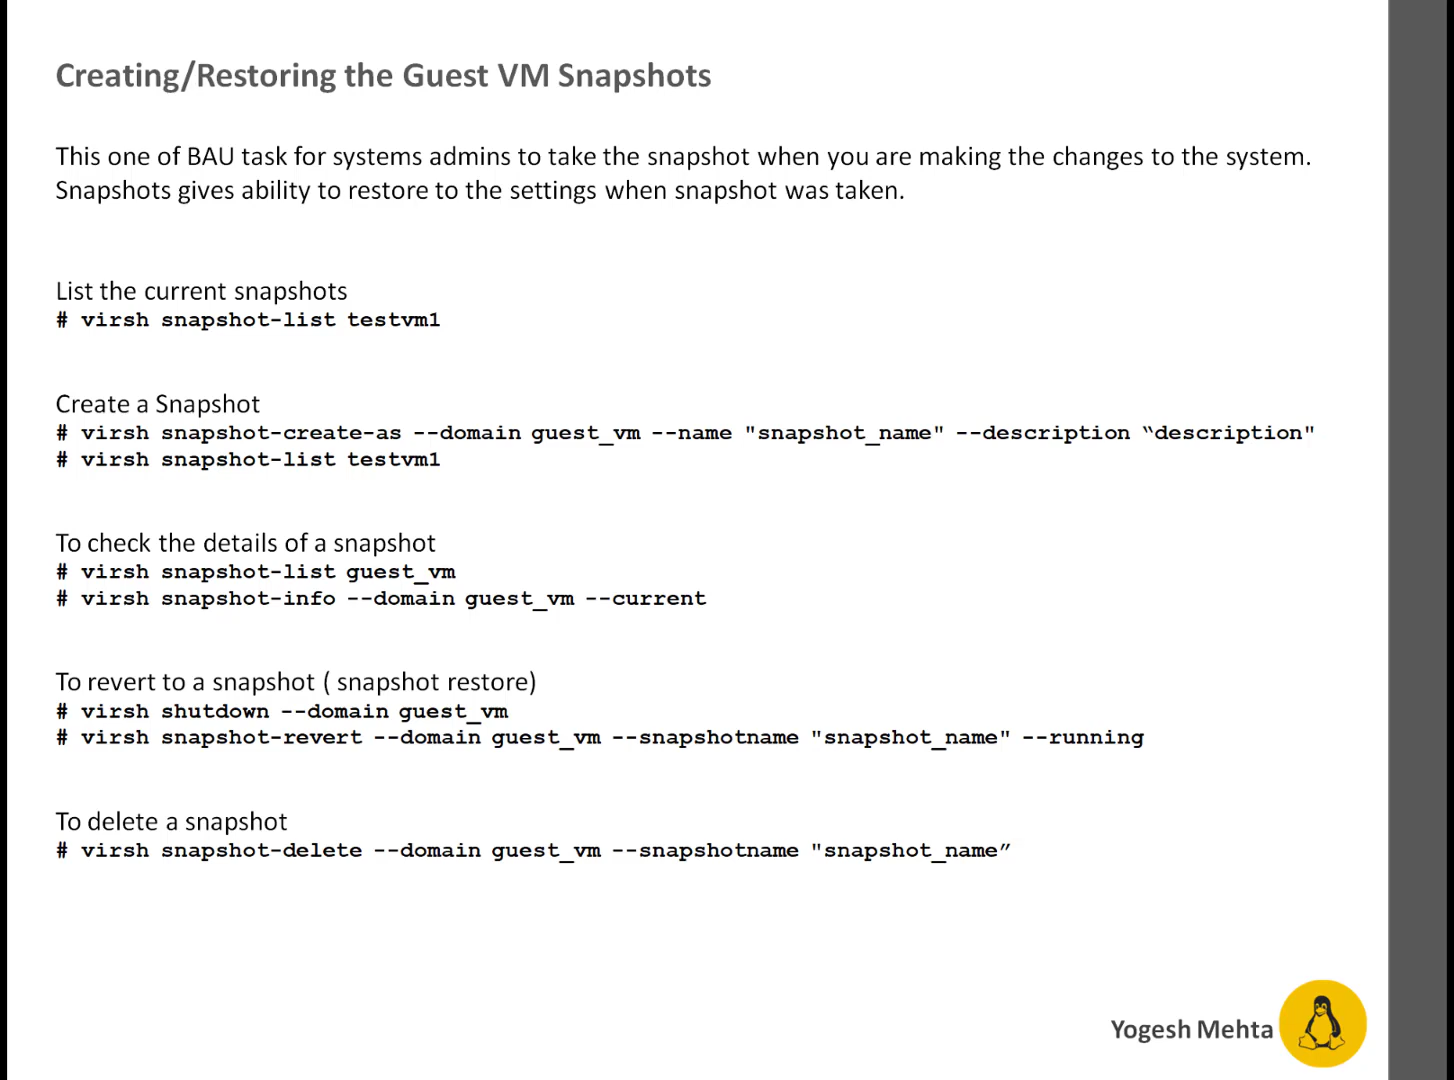 Creating/Restoring the Guest VM Snapshots
This one of BAU task for systems admins to take the snapshot when you are making the changes to the system.
Snapshots gives ability to restore to the settings when snapshot was taken.
List the current snapshots
# virsh snapshot-list testvm1
Create a Snapshot
# virsh snapshot-create-as --domain guest_vm --name "snapshot_name" --description “description"
# virsh snapshot-list testvm1
To check the details of a snapshot
# virsh snapshot-list guest_vm
# virsh snapshot-info --domain guest_vm --current
To revert to a snapshot ( snapshot restore)
# virsh shutdown --domain guest_vm
# virsh snapshot-revert --domain guest_vm --snapshotname "snapshot_name" --running
To delete a snapshot
# virsh snapshot-delete --domain guest_vm --snapshotname "snapshot_name”
Yogesh Mehta